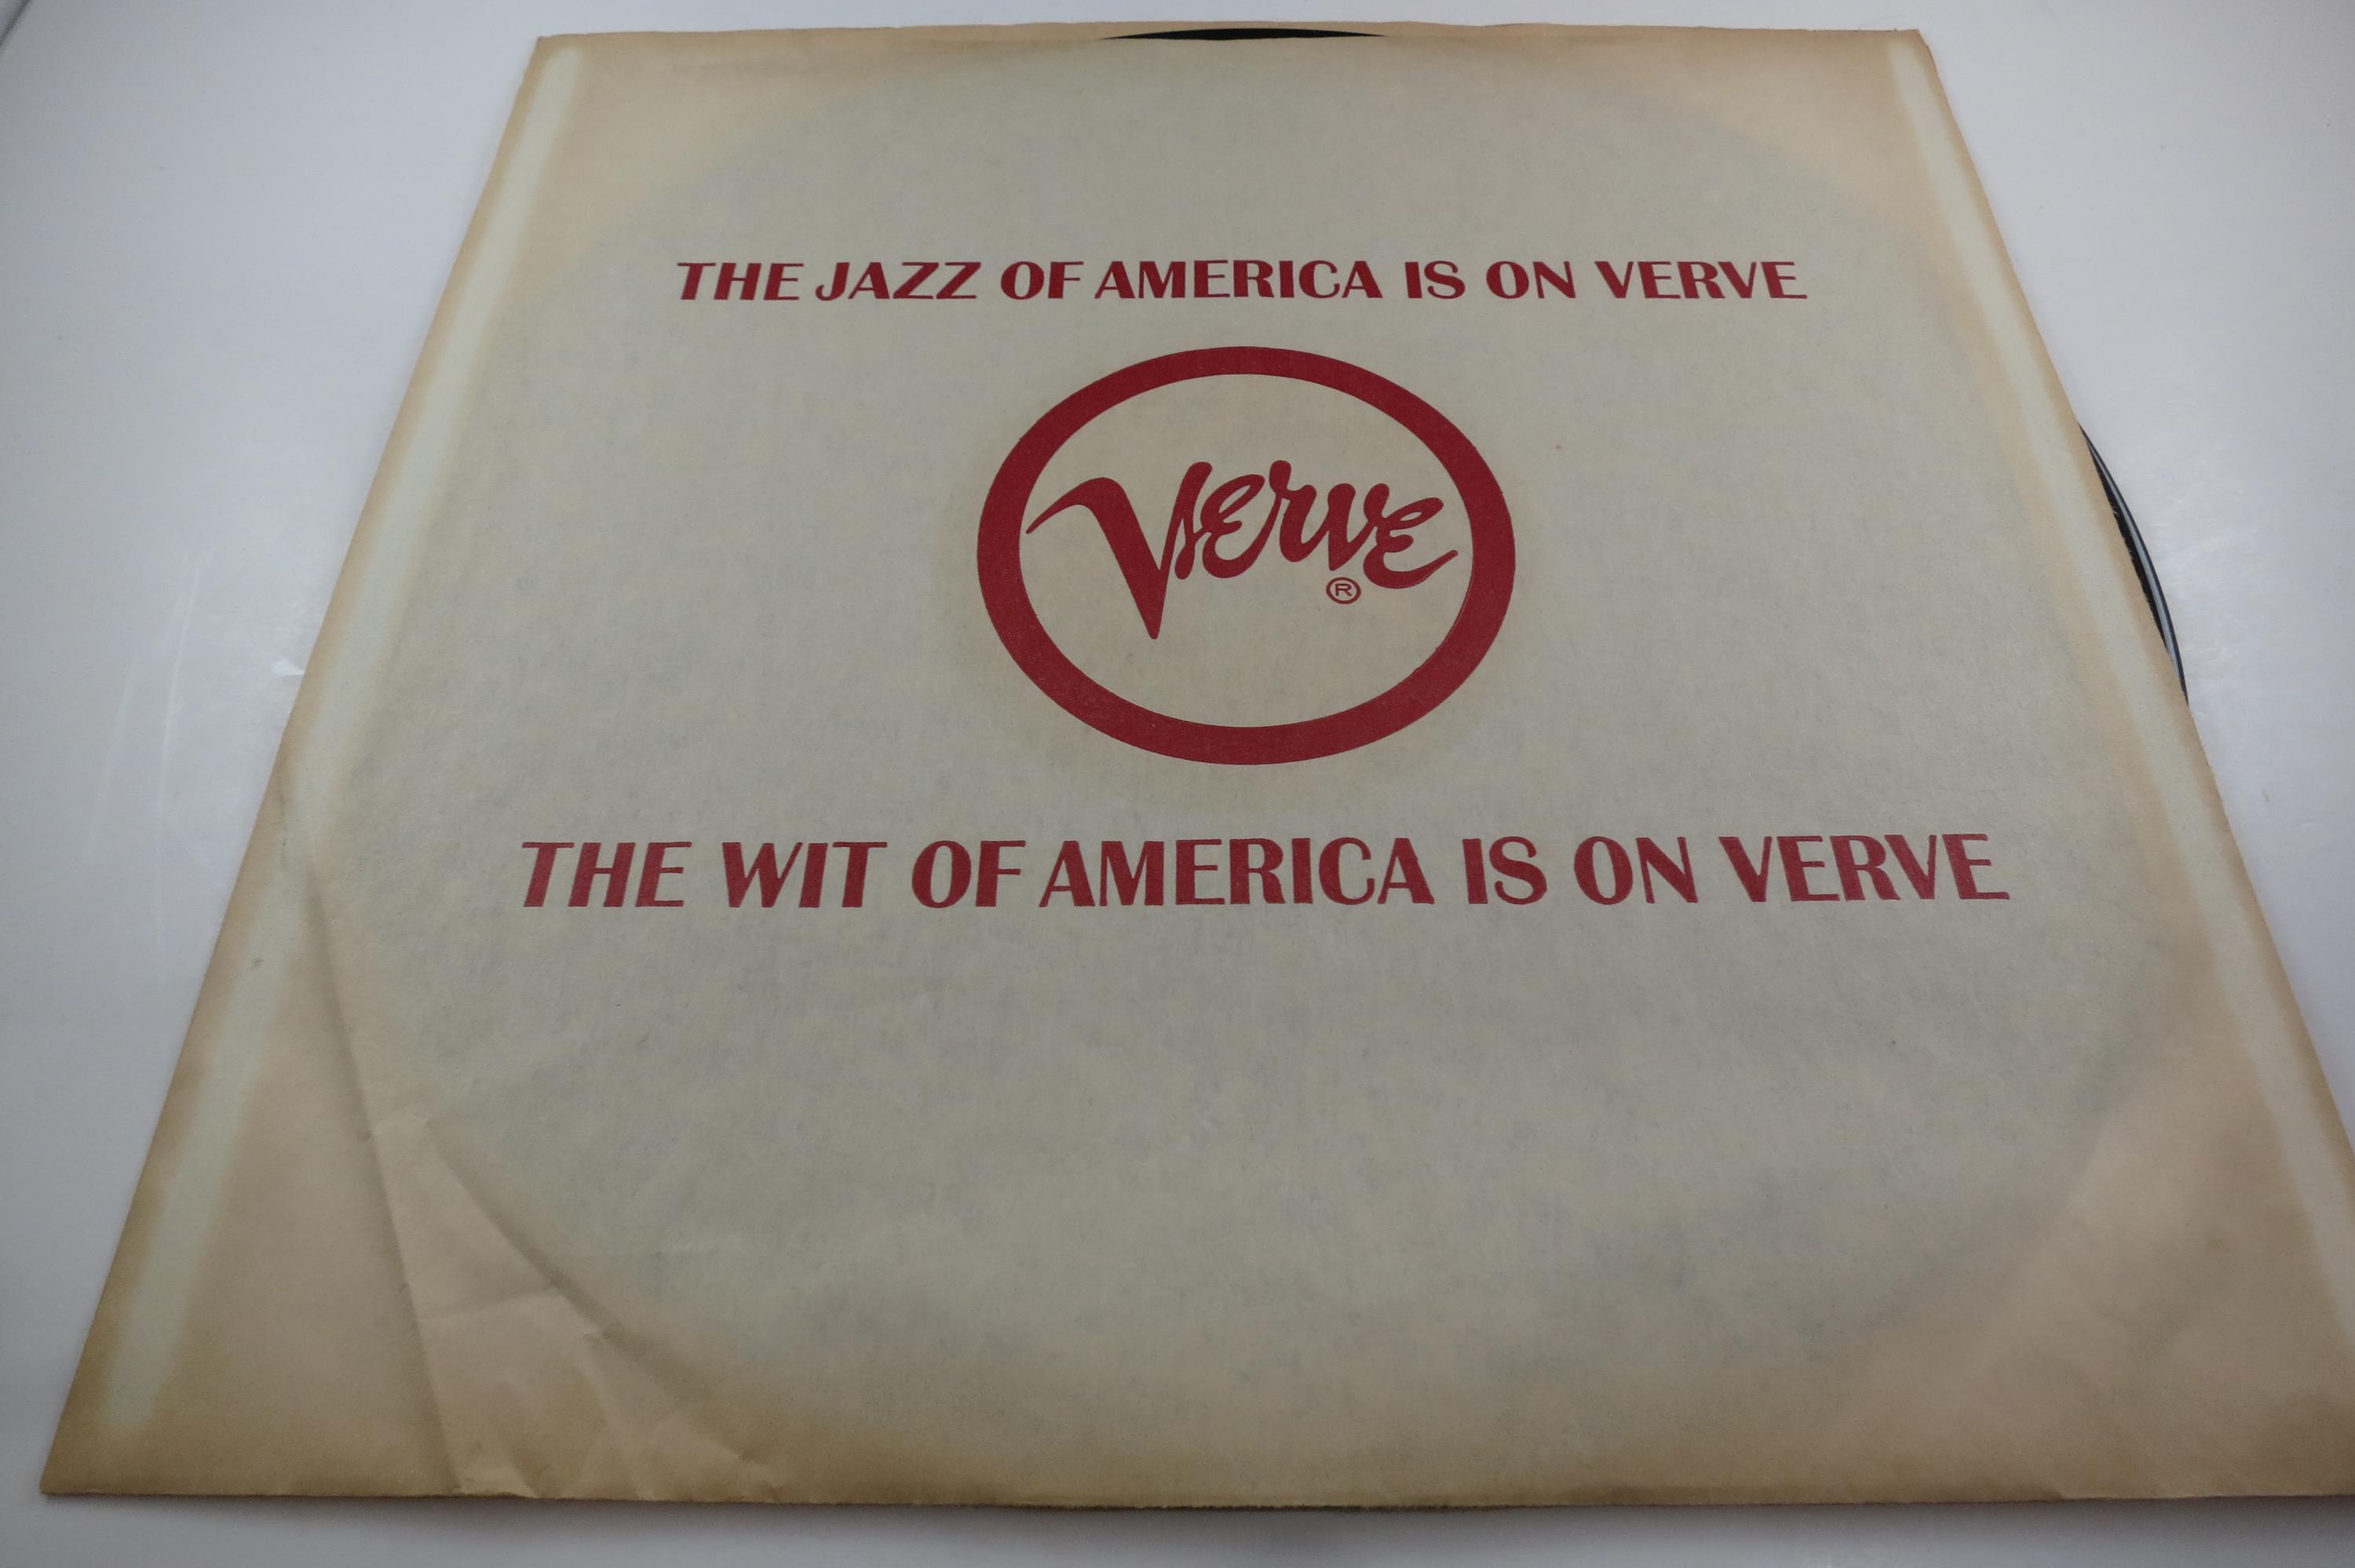 THE JAZZ OF AMERICA IS ON VERVE
Verve
®
THE WIT OF AMERICA IS ON VERVE